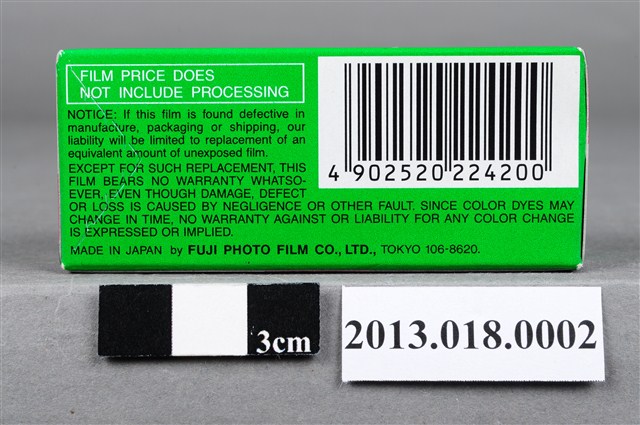 FILM PRICE DOES
NOT INCLUDE PROCESSING
NOTICE: If this film is found defective in
manufacture, packaging or shipping, our
liability will be limited to replacement of an
equivalent amount of unexposed film.
EXCEPT FOR SUCH REPLACEMENT, THIS
FILM BEARS NO WARRANTY WHATSO-
EVER, EVEN THOUGH DAMAGE, DEFECT
OR LOSS IS CAUSED BY NEGLIGENCE OR OTHER FAULT. SINCE COLOR DYES MAY
CHANGE IN TIME, NO WARRANTY AGAINST OR LIABILITY FOR ANY COLOR CHANGE
IS EXPRESSED OR IMPLIED.
MADE IN JAPAN by FUJI PHOTO FILM CO., LTD., TOKYO 106-8620.
4 902520 224200
3cm
2013.018.0002